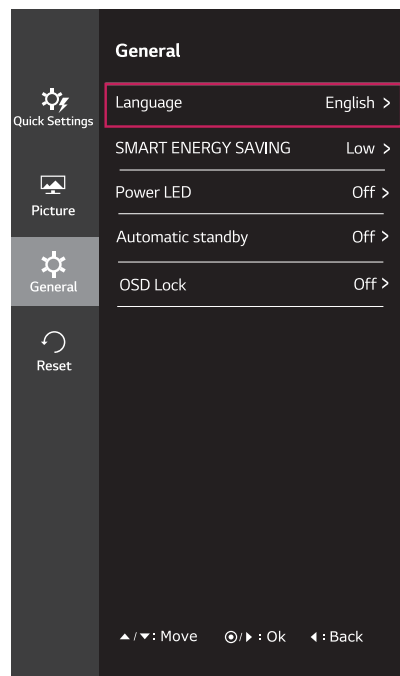 General
Quick Settings
Picture
General
Reset
Language English >
SMART ENERGY SAVING Low >
Power LED Off >
Automatic standby Off >
OSD Lock Off >
▲/▼: Move ⦿/▶ : Ok ◀ : Back